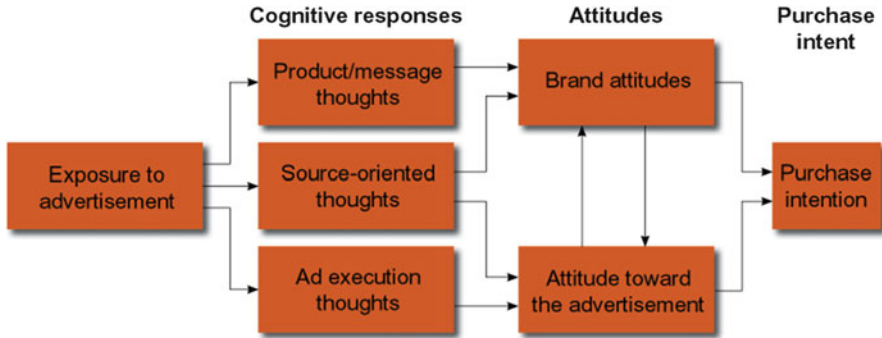 Cognitive responses
Attitudes
Purchase
intent
Product/message
thoughts
Brand attitudes
Exposure to
advertisement
Source-oriented
thoughts
Purchase
intention
Ad execution
thoughts
Attitude toward
the advertisement